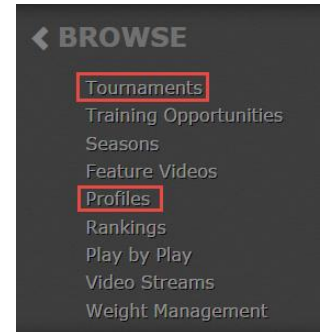 BROWSE
Tournaments
Training Opportunities
Seasons
Feature Videos
Profiles
Rankings
Play by Play
Video Streams
Weight Management